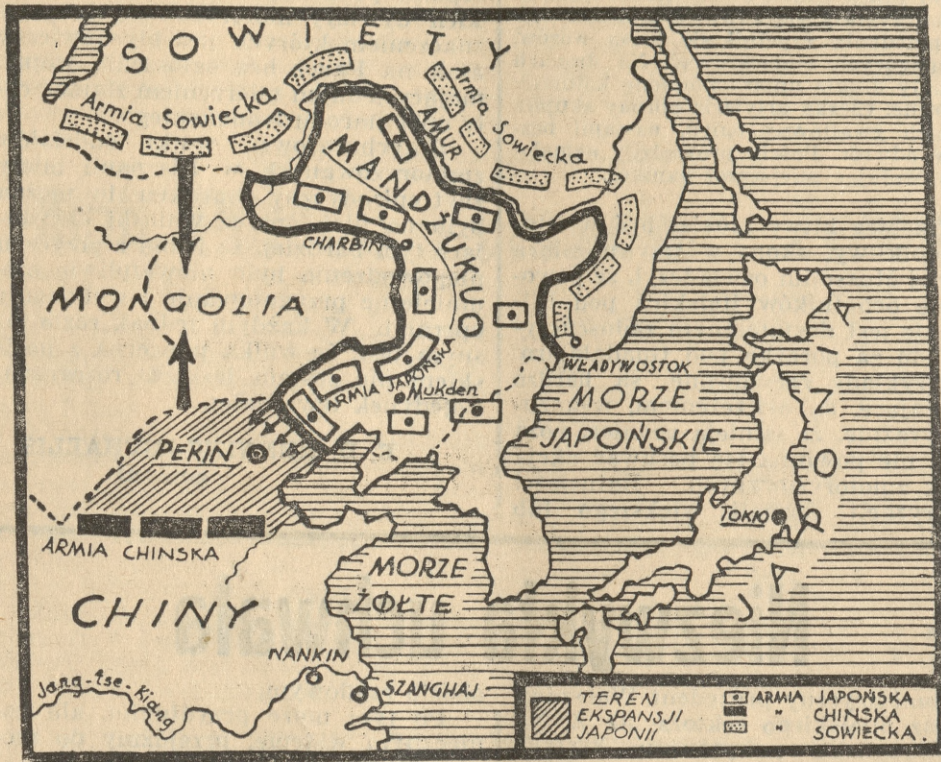 SOWIETY
Armia Sowiecka
Armia Sowiecka
AMUR
MANDŻUKUO
CHARBIN
MONGOLIA
ARMIA JAPOŃSKA
Mukden
WŁADYWOSTOK
MORZE
JAPOŃSKIE
JAPONIA
PEKIN
TOKIO
ARMIA CHINSKA
MORZE
ŻÓŁTE
CHINY
NANKIN
SZANGHAJ
Jang-tse-Kiang
TEREN
EKSPANSJI
JAPONII
ARMIA JAPOŃSKA
" CHINSKA
" SOWIECKA.